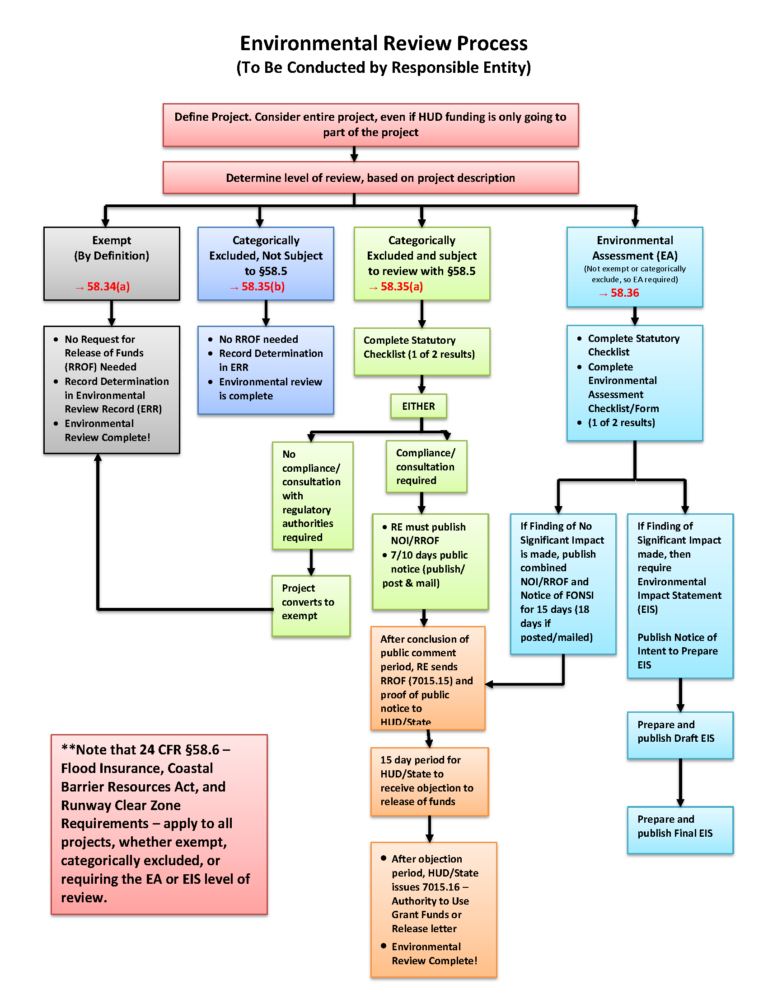 Environmental Review Process
(To Be Conducted by Responsible Entity)
Define Project. Consider entire project, even if HUD funding is only going to
part of the project
Determine level of review, based on project description
Exempt
(By Definition)
→ 58.34(a)
Categorically
Excluded, Not Subject
to §58.5
→ 58.35(b)
Categorically
Excluded and subject
to review with §58.5
→ 58.35(a)
Environmental
Assessment (EA)
(Not exempt or categorically
exclude, so EA required)
→ 58.36
• No Request for
Release of Funds
(RROF) Needed
• Record Determination
in Environmental
Review Record (ERR)
• Environmental
Review Complete!
• No RROF needed
• Record Determination
in ERR
• Environmental review
is complete
Complete Statutory
Checklist (1 of 2 results)
• Complete Statutory
Checklist
• Complete
Environmental
Assessment
Checklist/Form
• (1 of 2 results)
EITHER
No
compliance/
consultation
with
regulatory
authorities
required
Compliance/
consultation
required
Project
converts to
exempt
• RE must publish
NOI/RROF
• 7/10 days public
notice (publish/
post & mail)
If Finding of No
Significant Impact
is made, publish
combined
NOI/RROF and
Notice of FONSI
for 15 days (18
days if
posted/mailed)
If Finding of
Significant Impact
made, then
require
Environmental
Impact Statement
(EIS)
Publish Notice of
Intent to Prepare
EIS
After conclusion of
public comment
period, RE sends
RROF (7015.15) and
proof of public
notice to
HUD/State
Prepare and
publish Draft EIS
15 day period for
HUD/State to
receive objection to
release of funds
Prepare and
publish Final EIS
**Note that 24 CFR §58.6 –
Flood Insurance, Coastal
Barrier Resources Act, and
Runway Clear Zone
Requirements – apply to all
projects, whether exempt,
categorically excluded, or
requiring the EA or EIS level of
review.
• After objection
period, HUD/State
issues 7015.16 –
Authority to Use
Grant Funds or
Release letter
• Environmental
Review Complete!